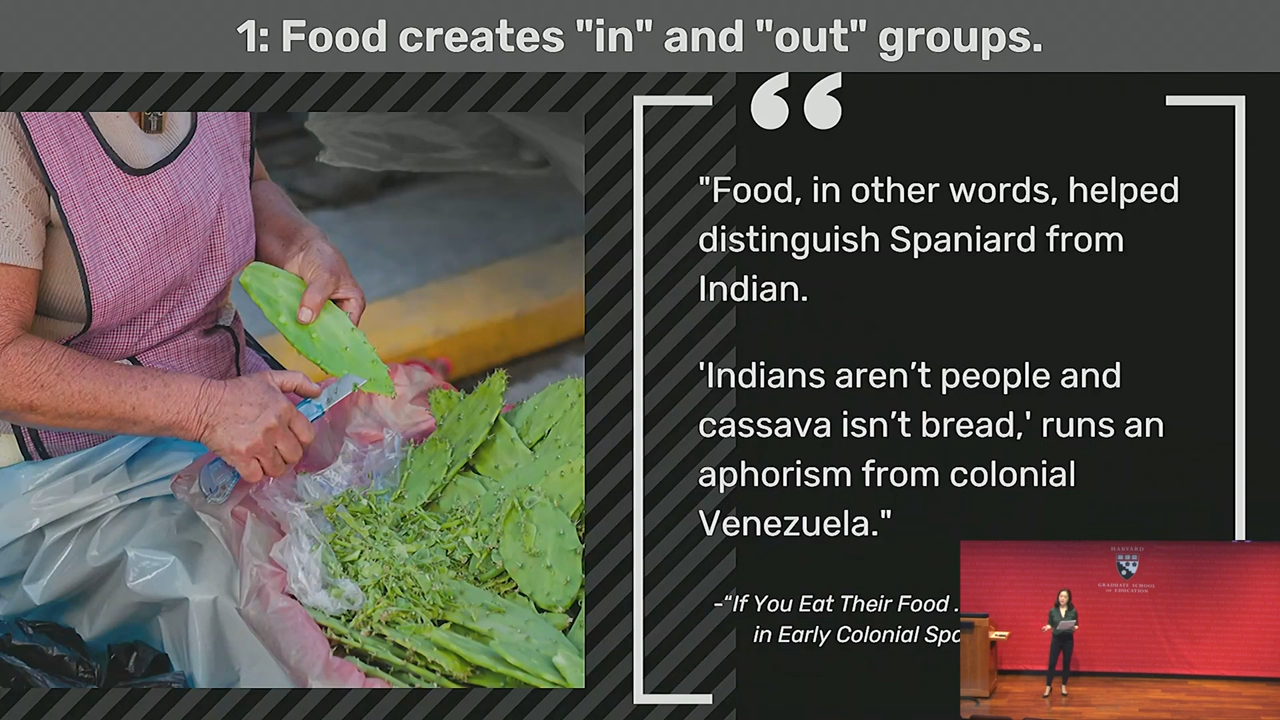 1: Food creates "in" and "out" groups.
“
"Food, in other words, helped
distinguish Spaniard from
Indian.
'Indians aren’t people and
cassava isn’t bread,' runs an
aphorism from colonial
Venezuela."
-“If You Eat Their Food .
in Early Colonial Spa
HARVARD
GRADUATE SCHOOL
OF EDUCATION